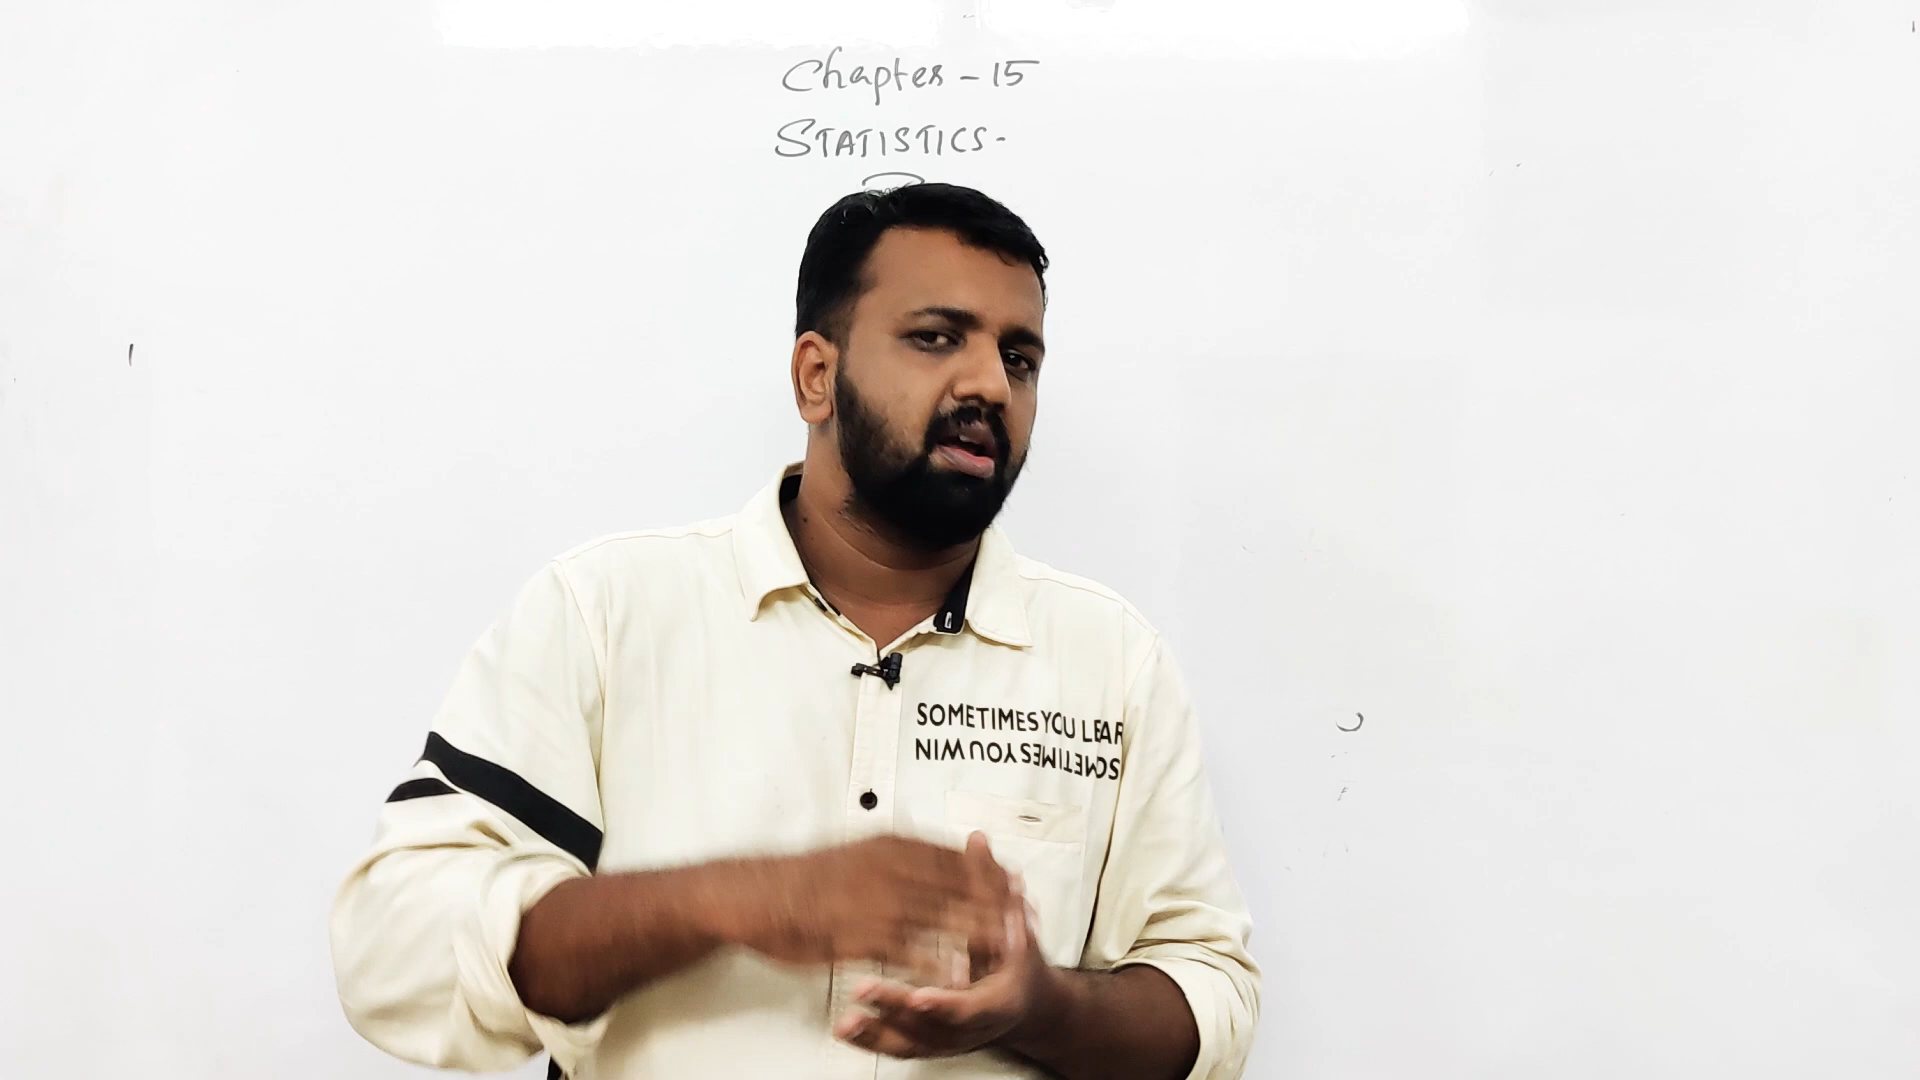 Chapter - 15
STATISTICS-
SOMETIMES YOU LEAR
SOMETIMES YOU WIN